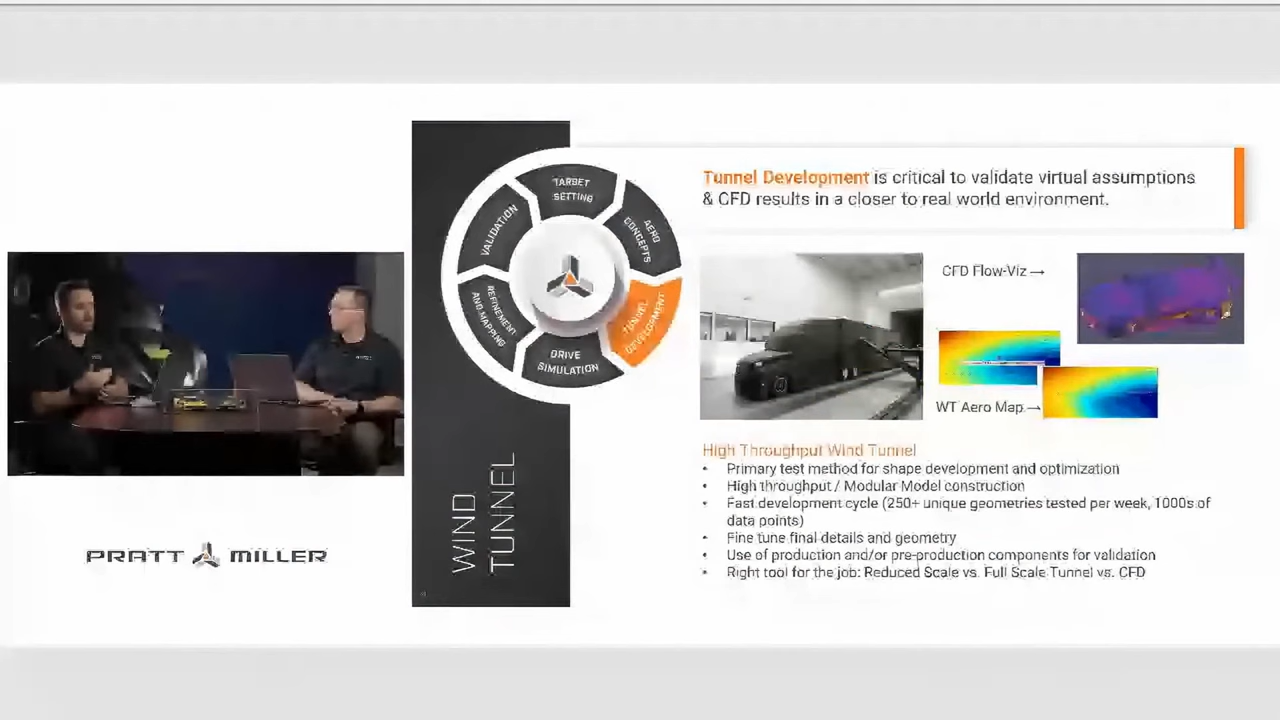 TARGET
SETTING
AERO
CONCEPTS
TUNNEL
DEVELOPMENT
DRIVE
SIMULATION
REFINEMENT
AND MAPPING
VALIDATION
WIND
TUNNEL
PRATT MILLER
Tunnel Development is critical to validate virtual assumptions
& CFD results in a closer to real world environment.
CFD Flow-Viz →
WT Aero Map →
High Throughput Wind Tunnel
• Primary test method for shape development and optimization
• High throughput / Modular Model construction
• Fast development cycle (250+ unique geometries tested per week, 1000s of
data points)
• Fine tune final details and geometry
• Use of production and/or pre-production components for validation
• Right tool for the job: Reduced Scale vs. Full Scale Tunnel vs. CFD